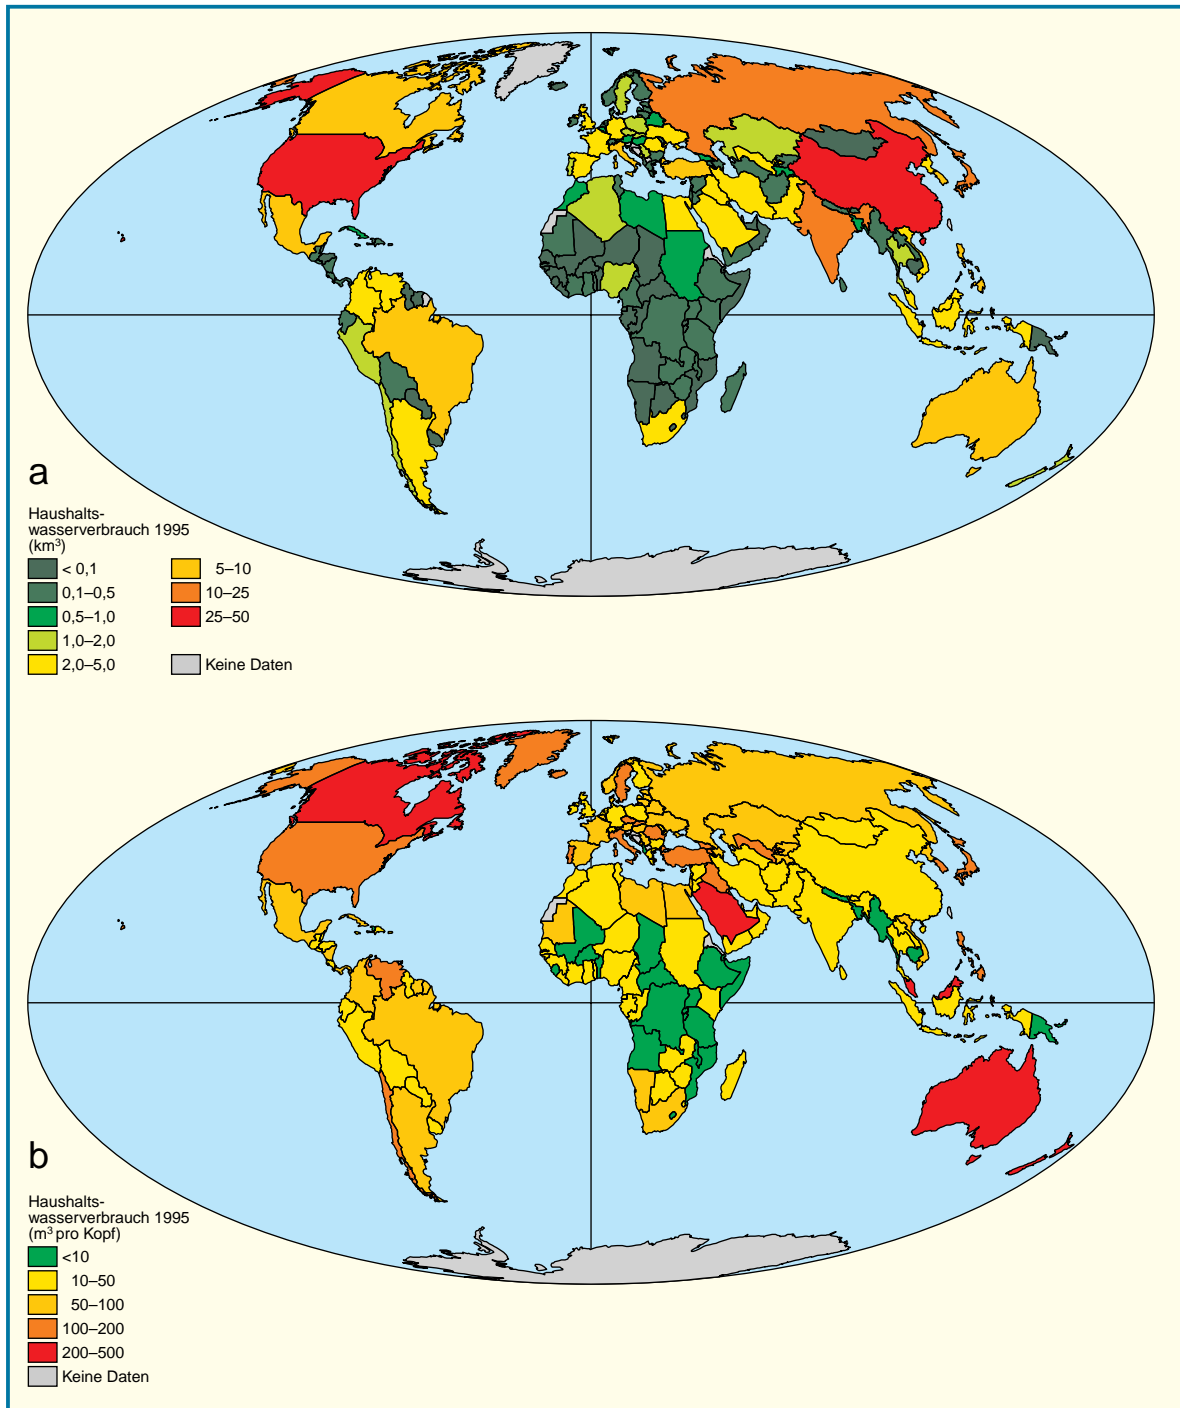 a
Haushalts-
wasserverbrauch 1995
(km³)
< 0,1
0,1–0,5
0,5–1,0
1,0–2,0
2,0–5,0
5–10
10–25
25–50
Keine Daten
b
Haushalts-
wasserverbrauch 1995
(m³ pro Kopf)
<10
10–50
50–100
100–200
200–500
Keine Daten